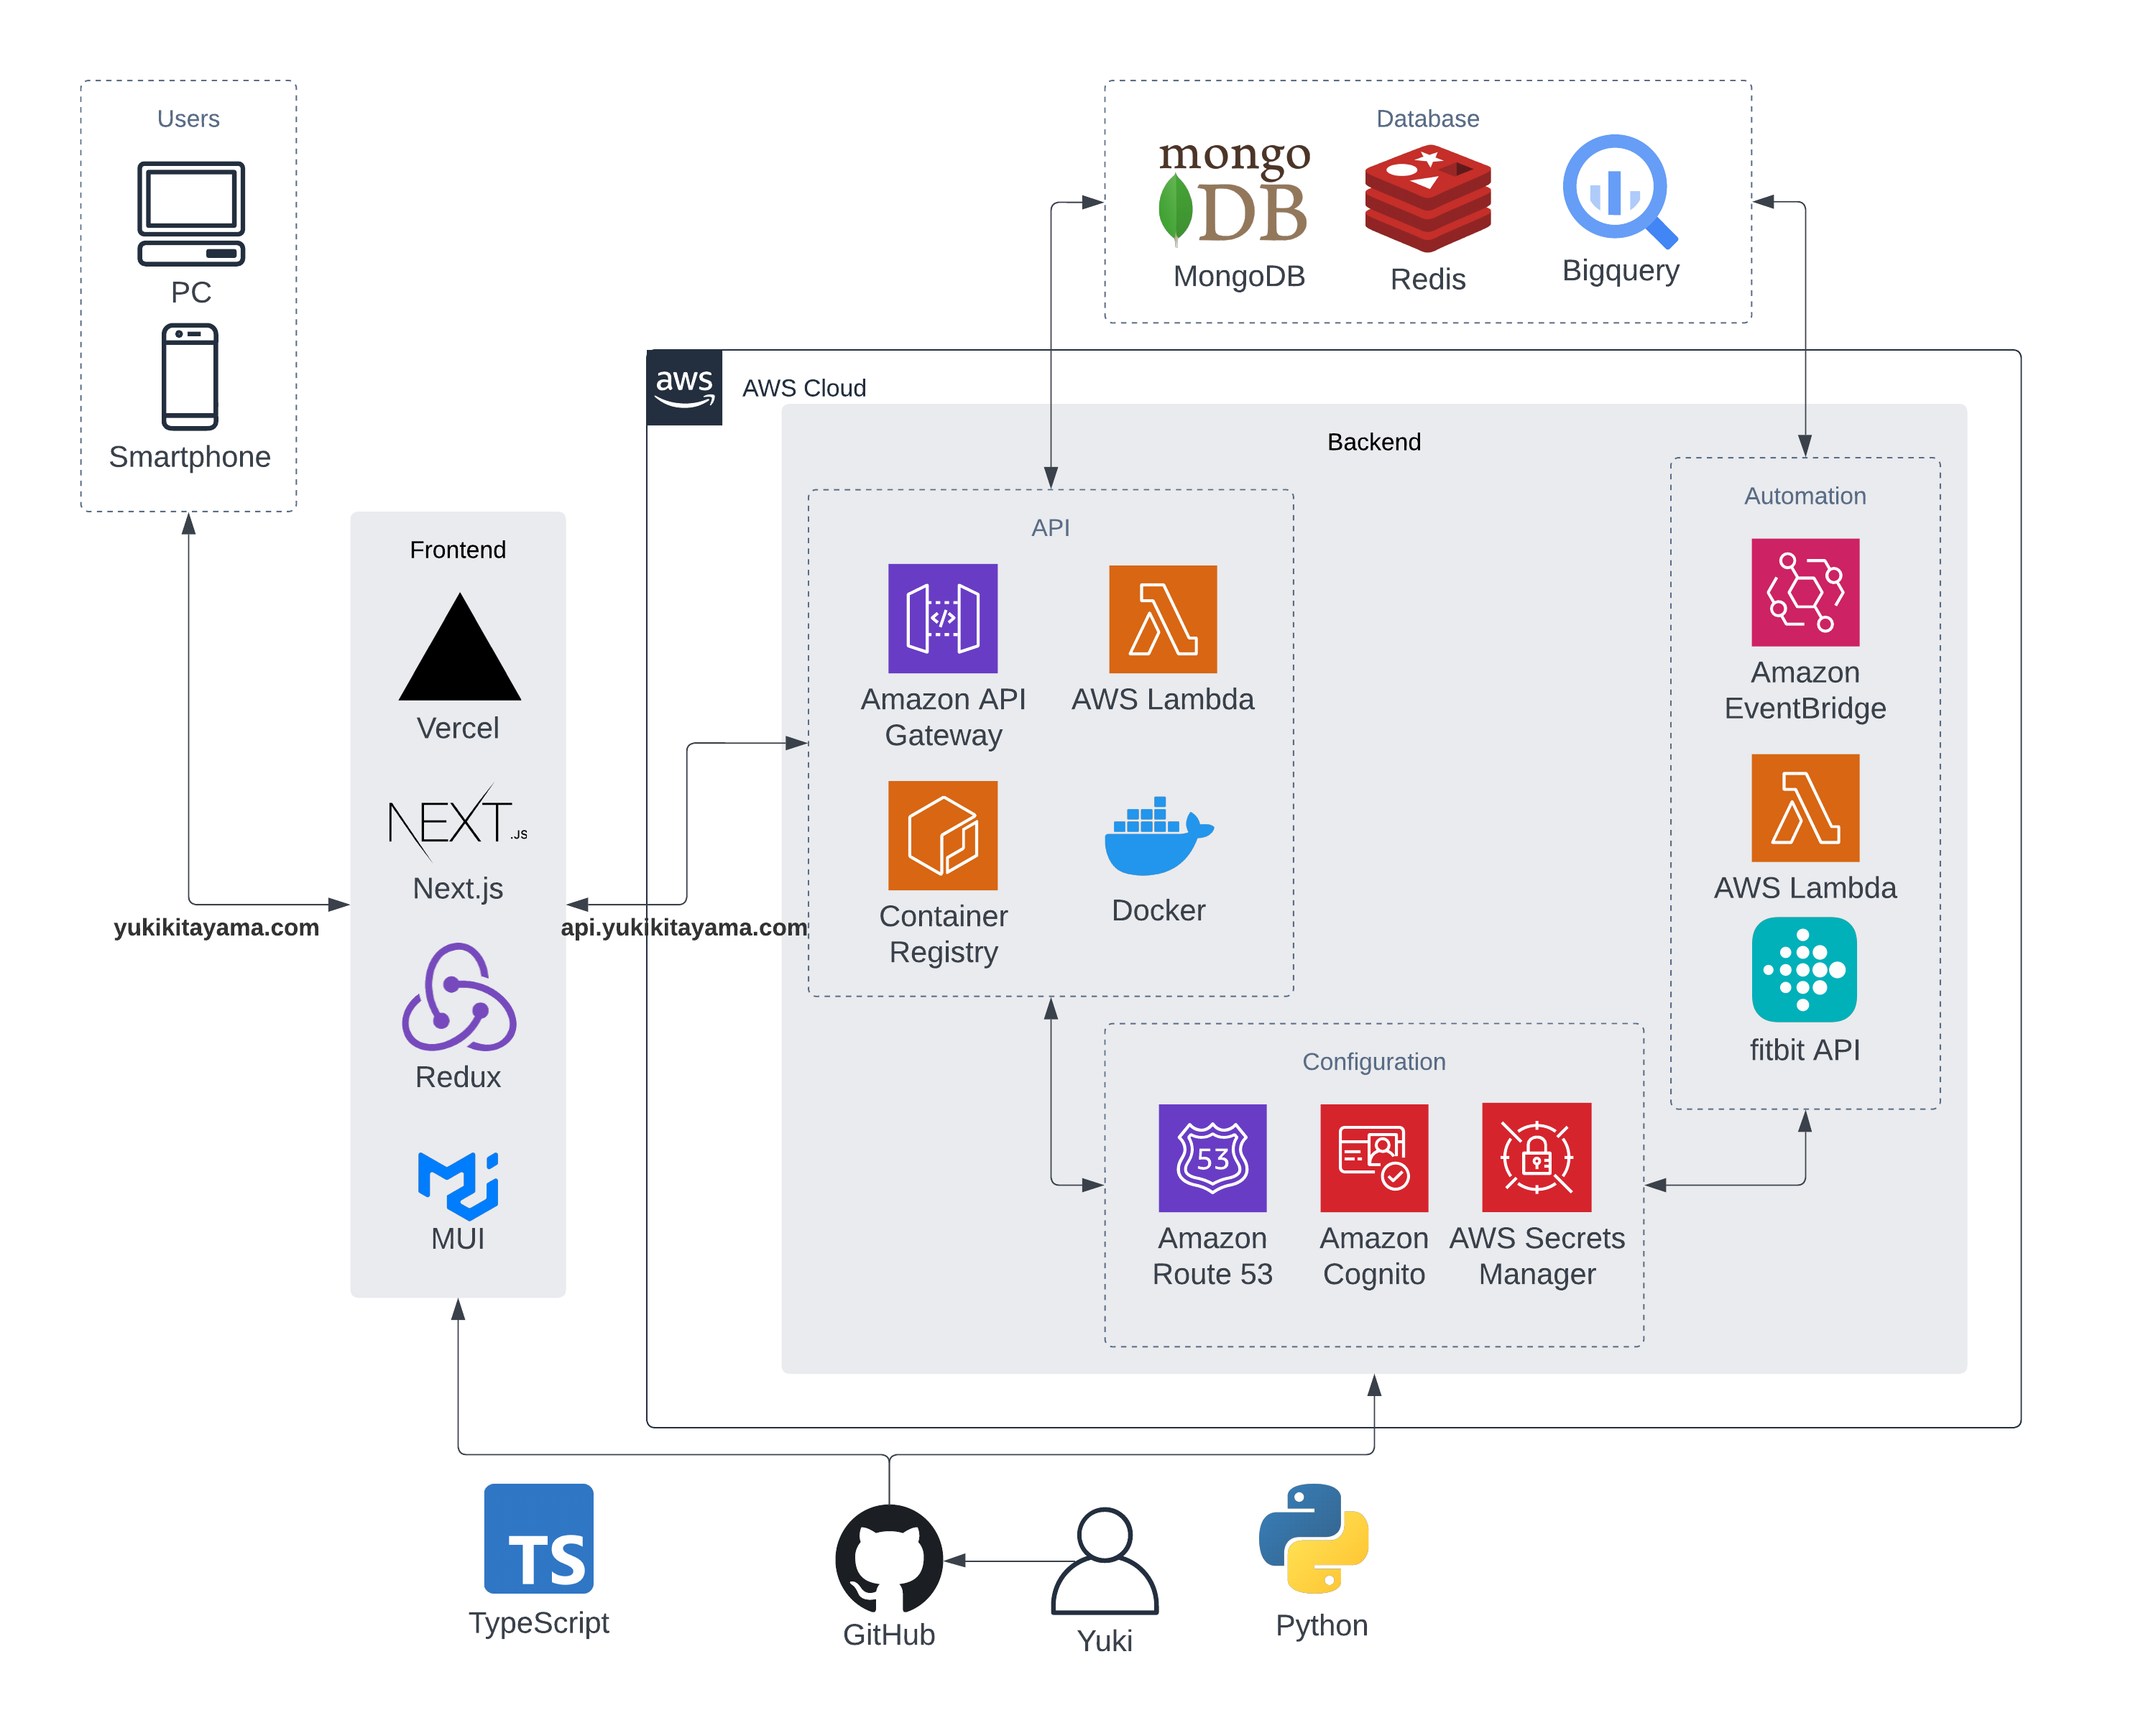 Users
PC
Smartphone
Database
mongo
DB
MongoDB
Redis
Bigquery
aws
AWS Cloud
Backend
Frontend
Vercel
NEXT.JS
Next.js
Redux
MUI
yukikitayama.com
api.yukikitayama.com
API
Amazon API
Gateway
AWS Lambda
Container
Registry
Docker
Automation
Amazon
EventBridge
AWS Lambda
fitbit API
Configuration
53
Amazon
Route 53
Amazon
Cognito
AWS Secrets
Manager
TS
TypeScript
GitHub
Yuki
Python